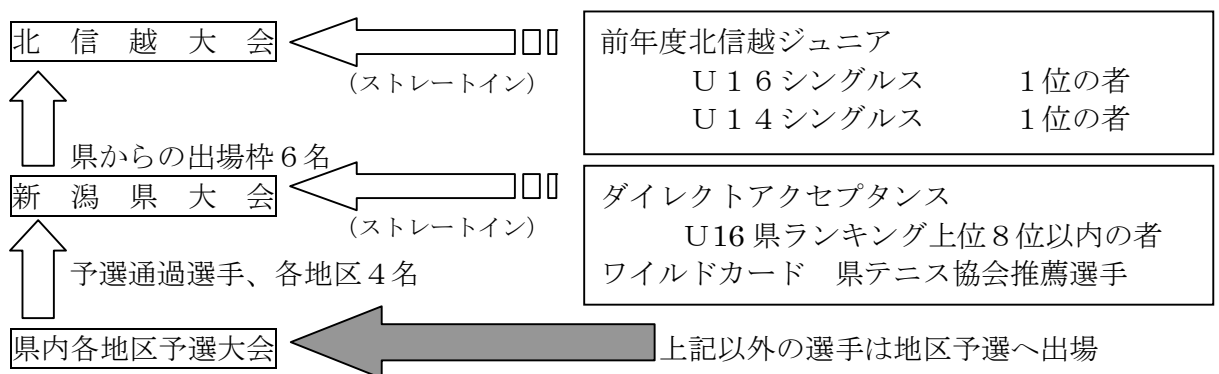 北 信 越 大 会
(ストレートイン)
前年度北信越ジュニア
U16シングルス 1位の者
U14シングルス 1位の者
県からの出場枠6名
新 潟 県 大 会
(ストレートイン)
ダイレクトアクセプタンス
U16 県ランキング上位8位以内の者
ワイルドカード 県テニス協会推薦選手
予選通過選手、各地区4名
県内各地区予選大会
上記以外の選手は地区予選へ出場